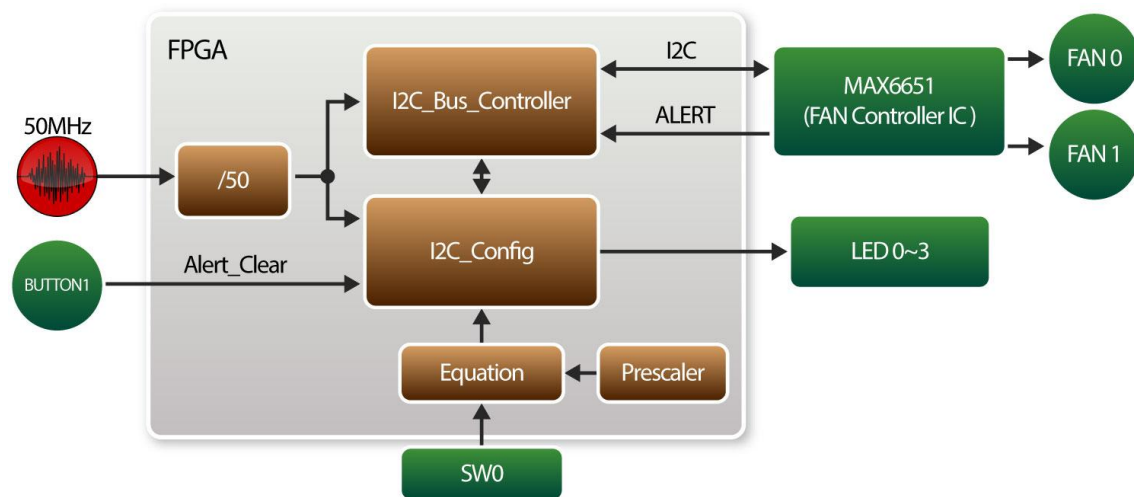 FPGA
50MHz
/50
I2C_Bus_Controller
I2C
ALERT
MAX6651
(FAN Controller IC )
FAN 0
FAN 1
BUTTON1
Alert_Clear
I2C_Config
LED 0~3
Equation
Prescaler
SW0